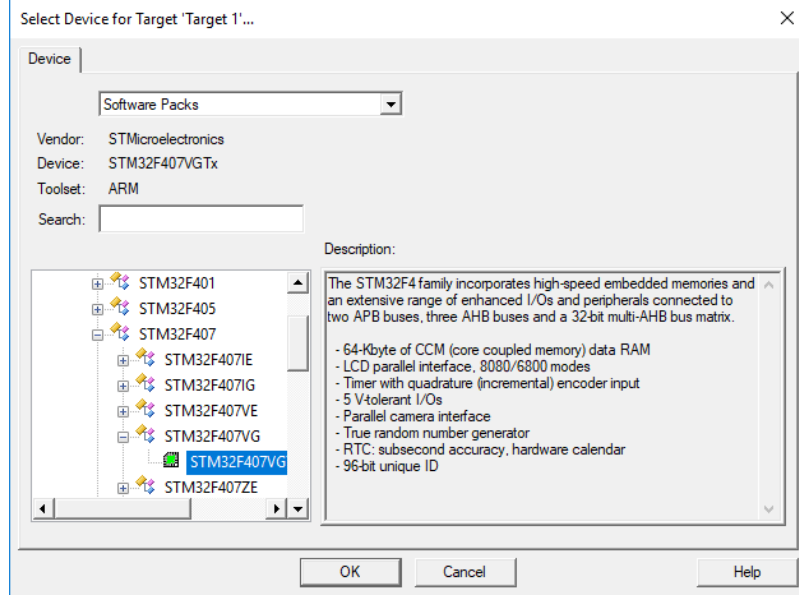 Select Device for Target 'Target 1'...
Device
Software Packs
Vendor: STMicroelectronics
Device: STM32F407VGTx
Toolset: ARM
Search:
Description:
STM32F401
STM32F405
STM32F407
STM32F407IE
STM32F407IG
STM32F407VE
STM32F407VG
STM32F407VG
STM32F407ZE
The STM32F4 family incorporates high-speed embedded memories and
an extensive range of enhanced I/Os and peripherals connected to
two APB buses, three AHB buses and a 32-bit multi-AHB bus matrix.
- 64-Kbyte of CCM (core coupled memory) data RAM
- LCD parallel interface, 8080/6800 modes
- Timer with quadrature (incremental) encoder input
- 5 V-tolerant I/Os
- Parallel camera interface
- True random number generator
- RTC: subsecond accuracy, hardware calendar
- 96-bit unique ID
OK
Cancel
Help